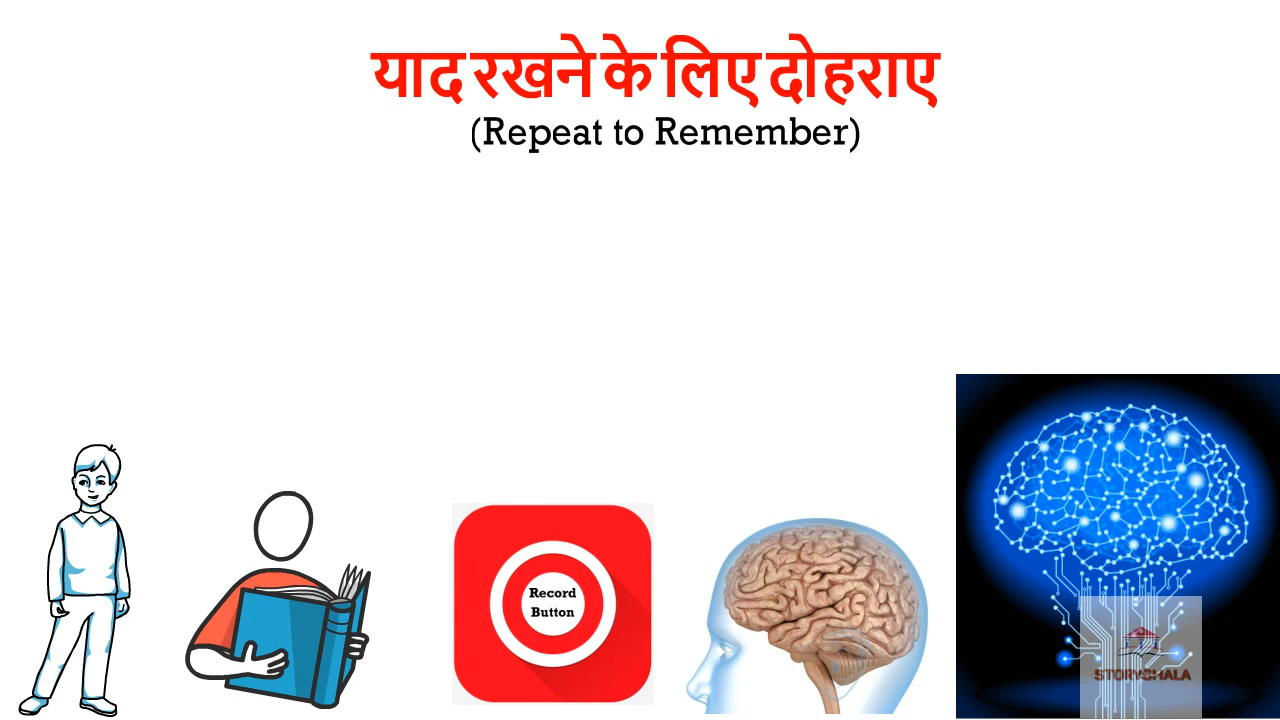 याद रखने के लिए दोहराए
(Repeat to Remember)
Record
Button
STORYSHALA